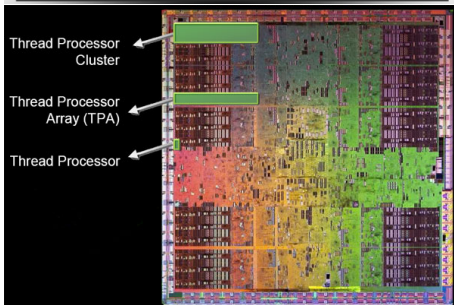 Thread Processor
Cluster
Thread Processor
Array (TPA)
Thread Processor